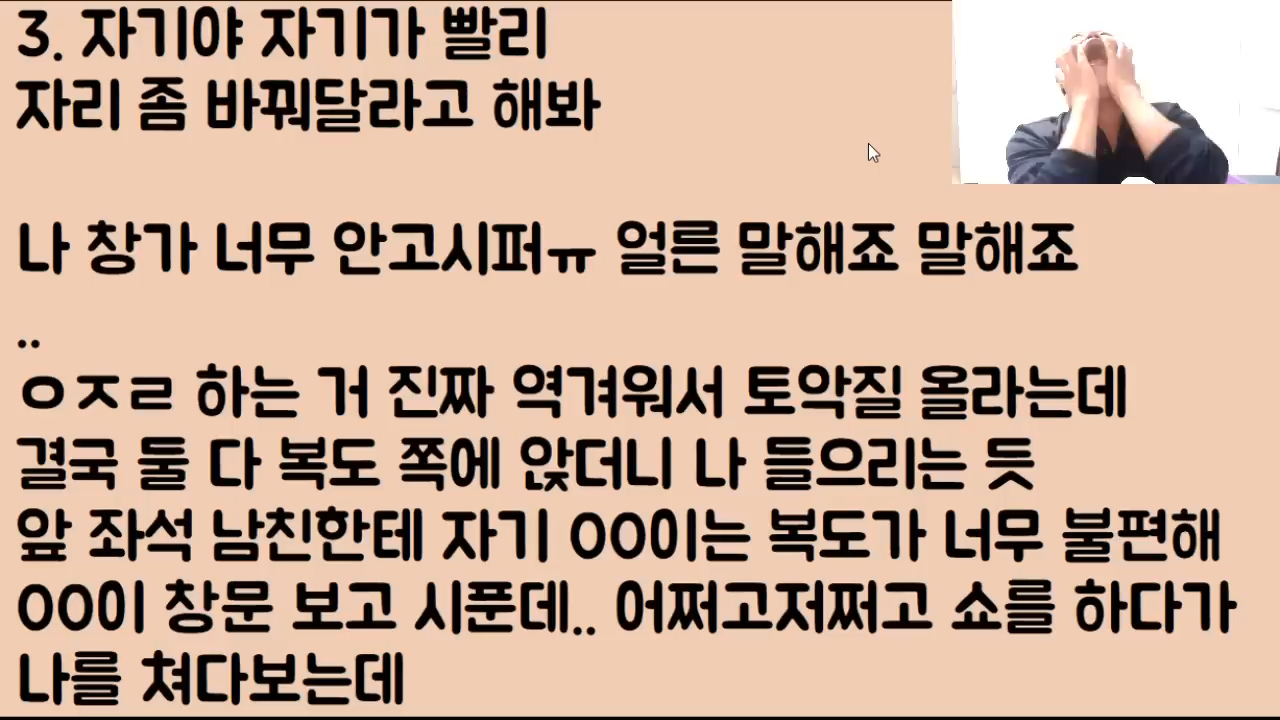 3. 자기야 자기가 빨리
자리 좀 바꿔달라고 해봐
나 창가 너무 안고시퍼ㅠ 얼른 말해죠 말해죠
..
ㅇㅈㄹ 하는 거 진짜 역겨워서 토악질 올라는데
결국 둘 다 복도 쪽에 앉더니 나 들으리는 듯
앞 좌석 남친한테 자기 OO이는 복도가 너무 불편해
OO이 창문 보고 시푼데.. 어쩌고저쩌고 쇼를 하다가
나를 쳐다보는데